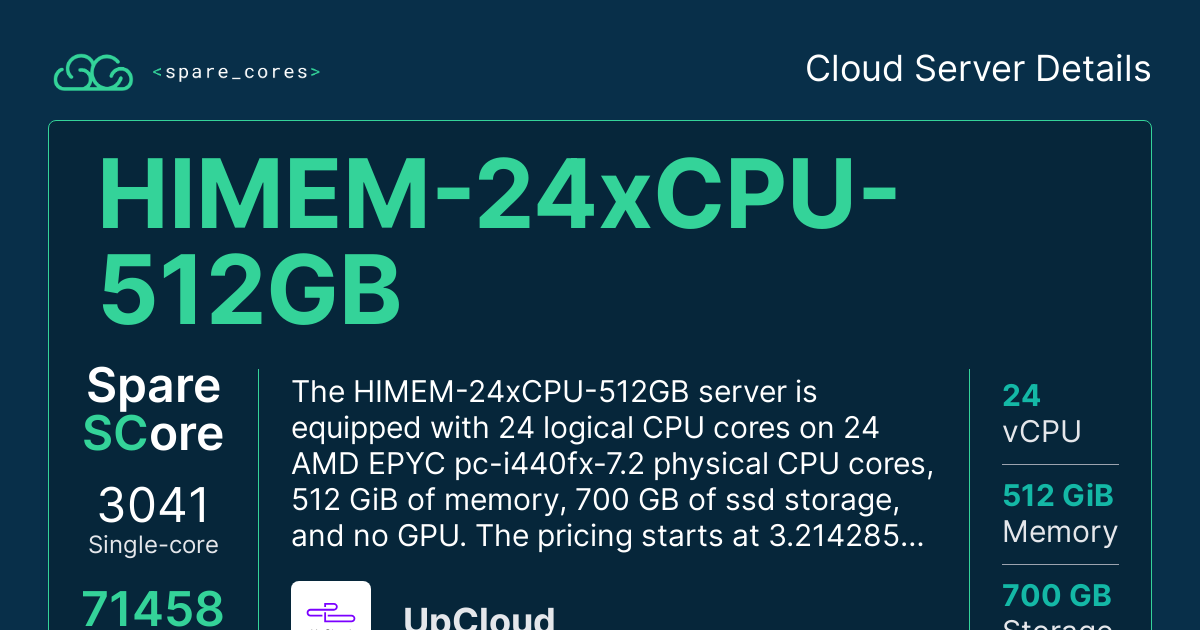 <spare_cores>
Cloud Server Details
HIMEM-24xCPU-
512GB
Spare
SCore
3041
Single-core
71458
The HIMEM-24xCPU-512GB server is
equipped with 24 logical CPU cores on 24
AMD EPYC pc-i440fx-7.2 physical CPU cores,
512 GiB of memory, 700 GB of ssd storage,
and no GPU. The pricing starts at 3.214285...
UpCloud
24
vCPU
512 GiB
Memory
700 GB
Storage